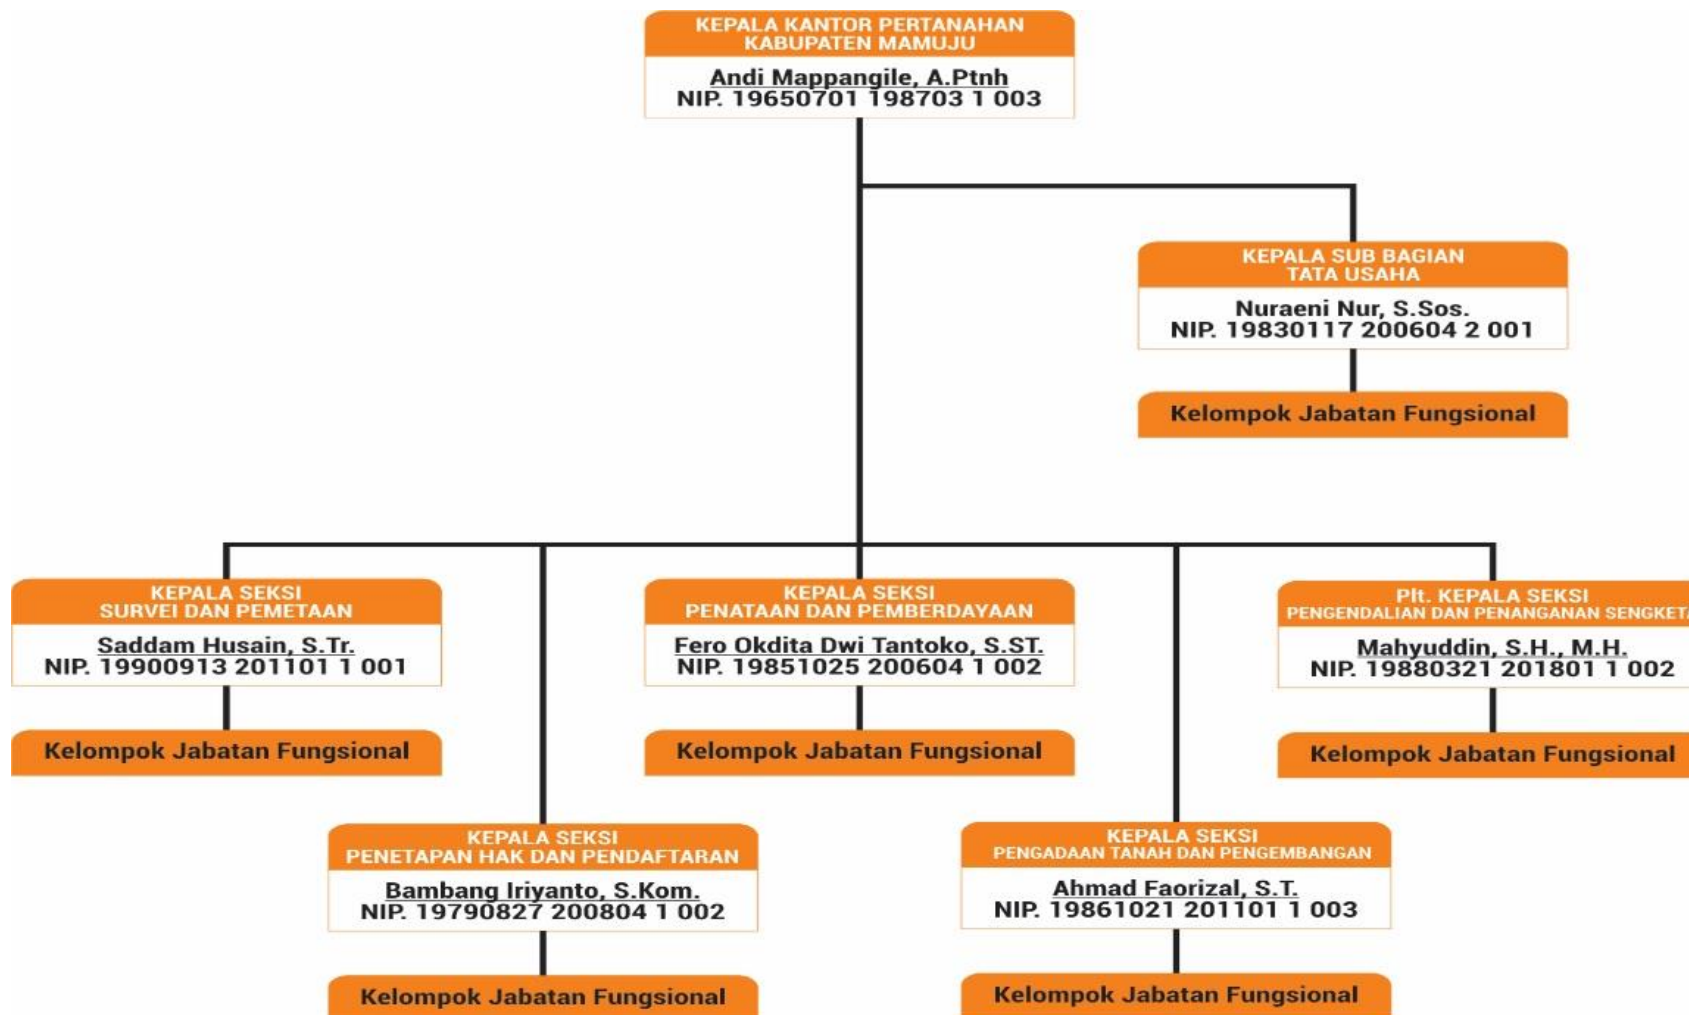 KEPALA KANTOR PERTANAHAN
KABUPATEN MAMUJU
Andi Mappangile, A.Ptnh
NIP. 19650701 198703 1 003
KEPALA SUB BAGIAN
TATA USAHA
Nuraeni Nur, S.Sos.
NIP. 19830117 200604 2 001
Kelompok Jabatan Fungsional
KEPALA SEKSI
SURVEI DAN PEMETAAN
Saddam Husain, S.Tr.
NIP. 19900913 201101 1 001
Kelompok Jabatan Fungsional
KEPALA SEKSI
PENATAAN DAN PEMBERDAYAAN
Fero Okdita Dwi Tantoko, S.ST.
NIP. 19851025 200604 1 002
Kelompok Jabatan Fungsional
Plt. KEPALA SEKSI
PENGENDALIAN DAN PENANGANAN SENGKETA
Mahyuddin, S.H., M.H.
NIP. 19880321 201801 1 002
Kelompok Jabatan Fungsional
KEPALA SEKSI
PENETAPAN HAK DAN PENDAFTARAN
Bambang Iriyanto, S.Kom.
NIP. 19790827 200804 1 002
Kelompok Jabatan Fungsional
KEPALA SEKSI
PENGADAAN TANAH DAN PENGEMBANGAN
Ahmad Faorizal, S.T.
NIP. 19861021 201101 1 003
Kelompok Jabatan Fungsional